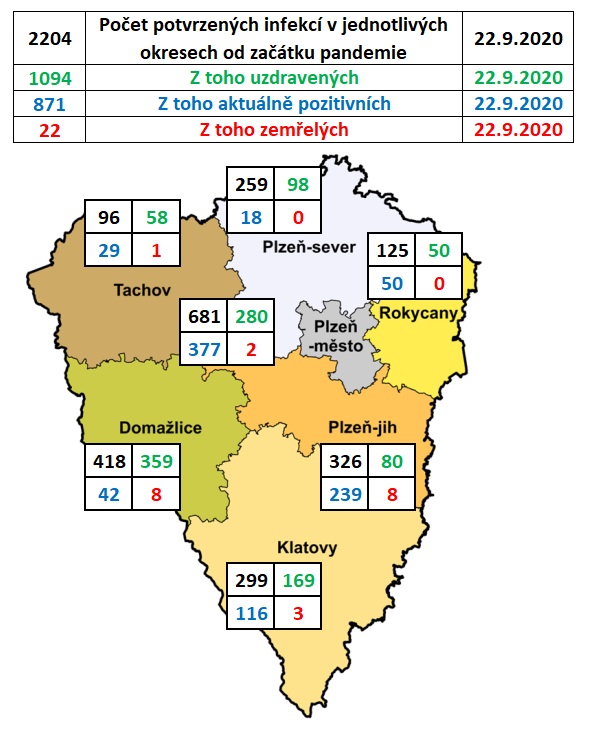 2204 Počet potvrzených infekcí v jednotlivých okresech od začátku pandemie 22.9.2020
1094 Z toho uzdravených 22.9.2020
871 Z toho aktuálně pozitivních 22.9.2020
22 Z toho zemřelých 22.9.2020
259 98
18 0
Plzeň-sever
96 58
29 1
Tachov
125 50
50 0
Rokycany
681 280
377 2
Plzeň
-město
Domažlice
418 359
42 8
Plzeň-jih
326 80
239 8
Klatovy
299 169
116 3